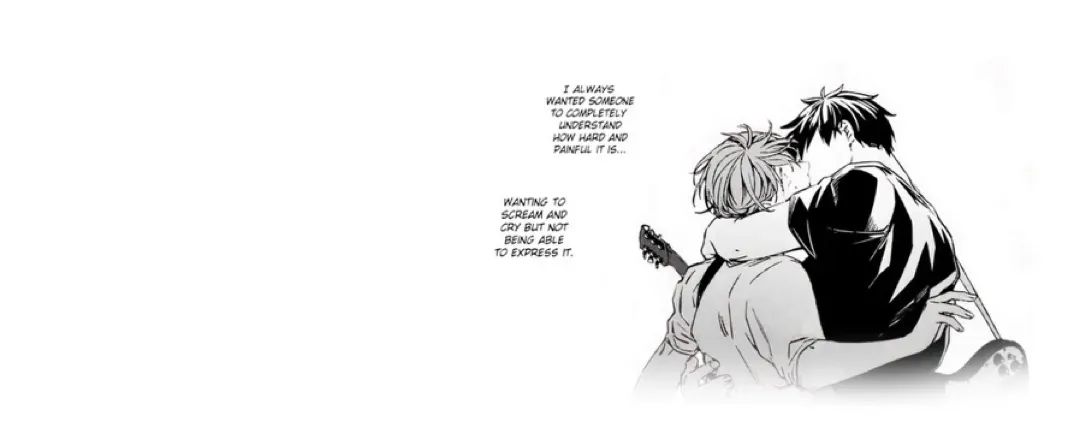 I ALWAYS
WANTED SOMEONE
TO COMPLETELY
UNDERSTAND
HOW HARD AND
PAINFUL IT IS...
WANTING TO
SCREAM AND
CRY BUT NOT
BEING ABLE
TO EXPRESS IT.